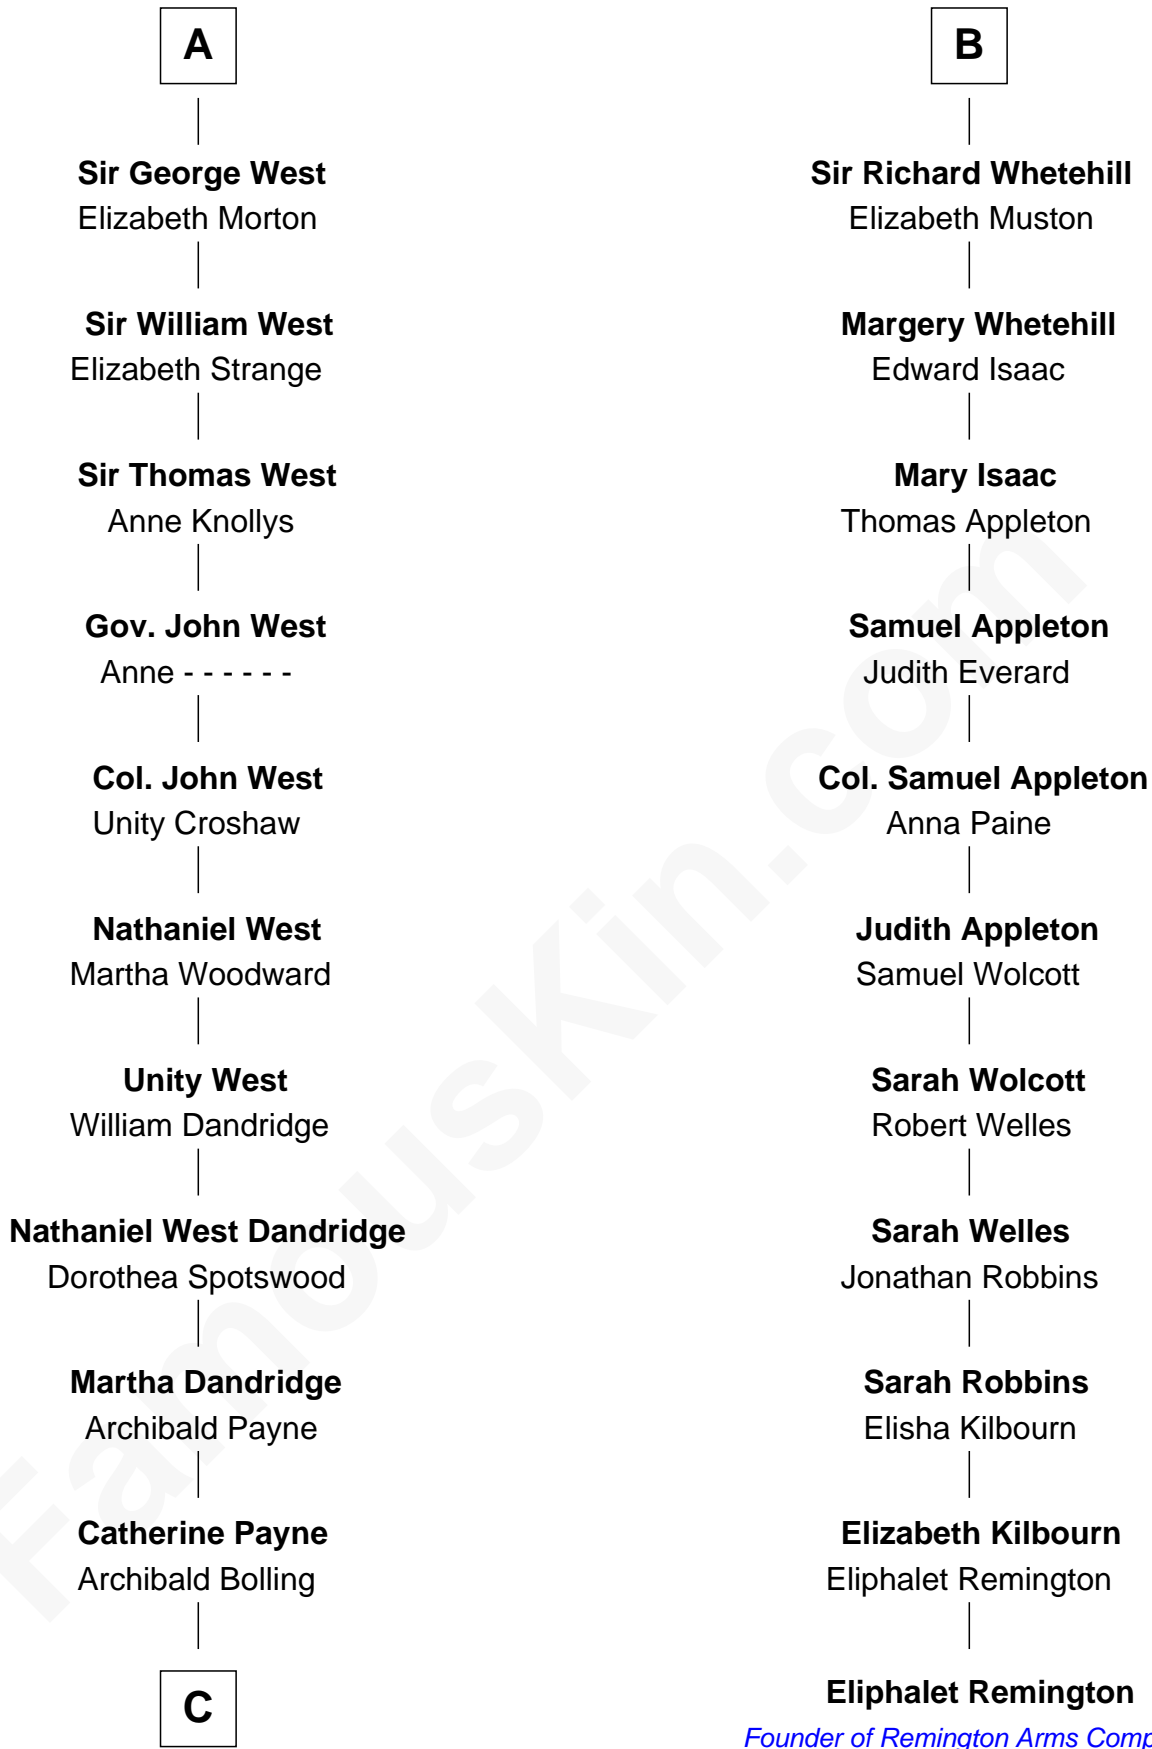 A
Sir George West
Elizabeth Morton
Sir William West
Elizabeth Strange
Sir Thomas West
Anne Knollys
Gov. John West
Anne - - - - - -
Col. John West
Unity Croshaw
Nathaniel West
Martha Woodward
Unity West
William Dandridge
Nathaniel West Dandridge
Dorothea Spotswood
Martha Dandridge
Archibald Payne
Catherine Payne
Archibald Bolling
C
B
Sir Richard Whetehill
Elizabeth Muston
Margery Whetehill
Edward Isaac
Mary Isaac
Thomas Appleton
Samuel Appleton
Judith Everard
Col. Samuel Appleton
Anna Paine
Judith Appleton
Samuel Wolcott
Sarah Wolcott
Robert Welles
Sarah Welles
Jonathan Robbins
Sarah Robbins
Elisha Kilbourn
Elizabeth Kilbourn
Eliphalet Remington
Eliphalet Remington
Founder of Remington Arms
FamousKin.com